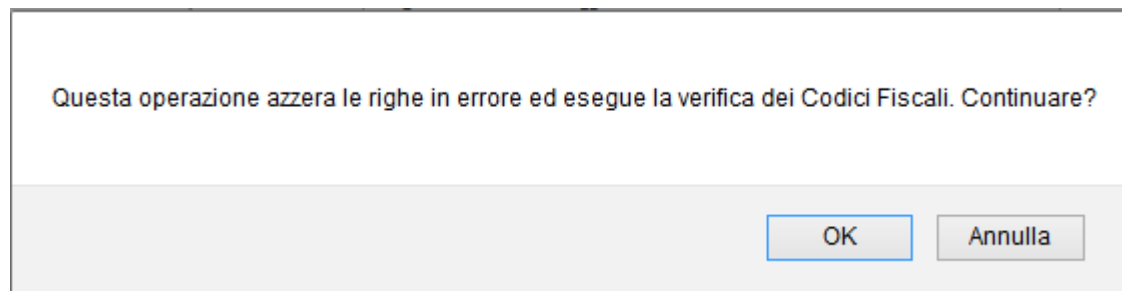 Questa operazione azzera le righe in errore ed esegue la verifica dei Codici Fiscali. Continuare?
OK
Annulla